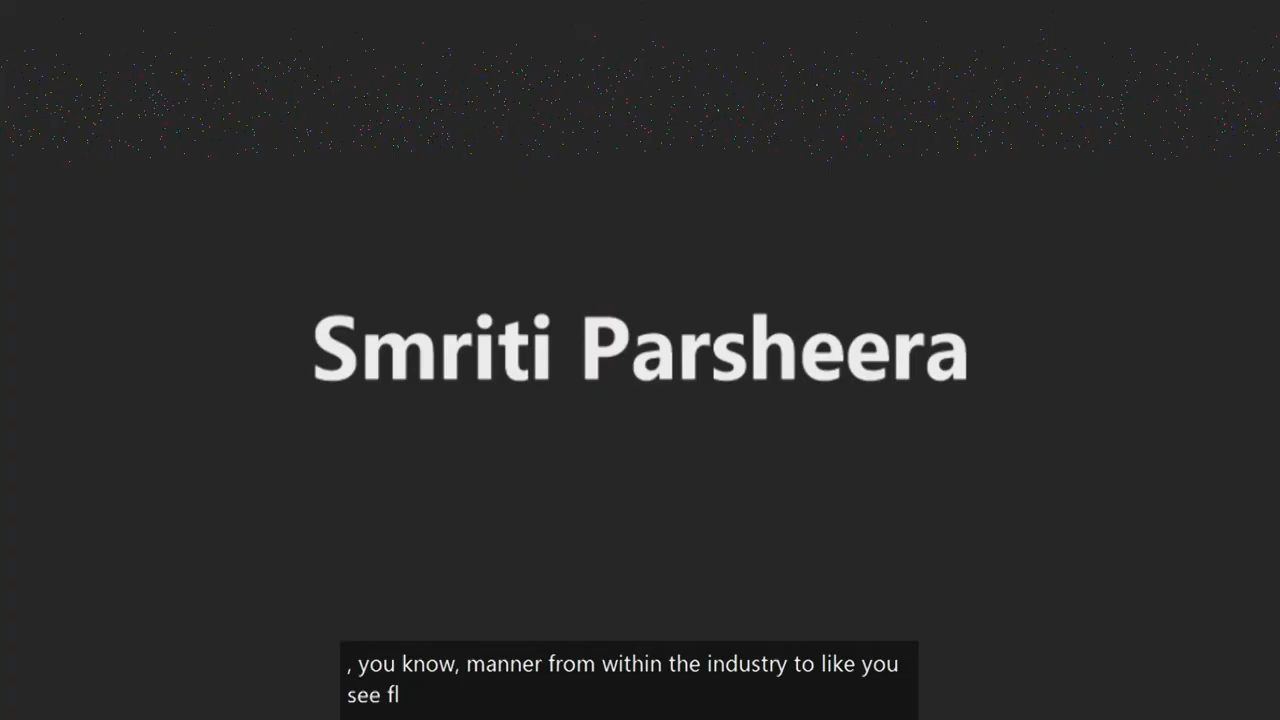 Smriti Parsheera
, you know, manner from within the industry to like you
see fl